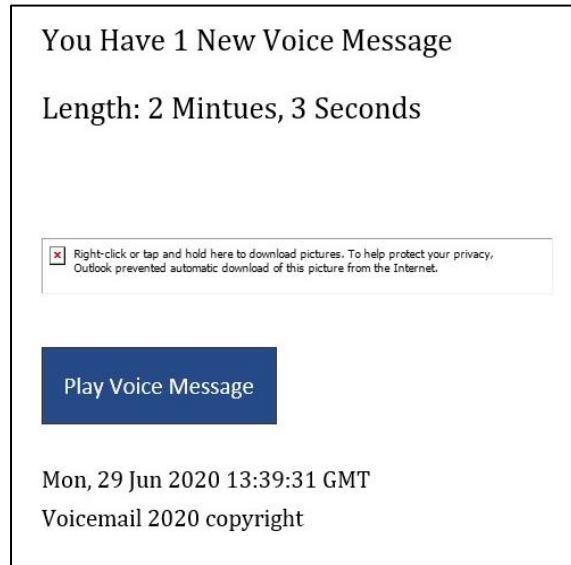 You Have 1 New Voice Message
Length: 2 Mintues, 3 Seconds
Right-click or tap and hold here to download pictures. To help protect your privacy,
Outlook prevented automatic download of this picture from the Internet.
Play Voice Message
Mon, 29 Jun 2020 13:39:31 GMT
Voicemail 2020 copyright